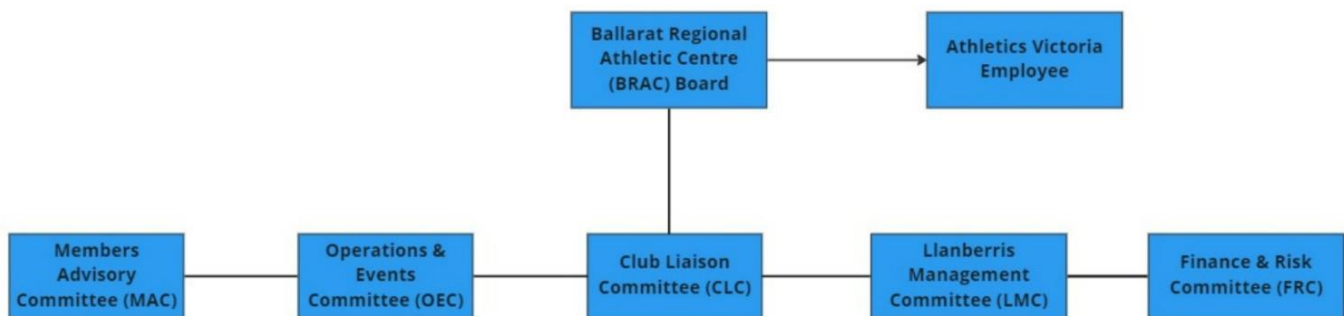 Ballarat Regional
Athletic Centre
(BRAC) Board
Athletics Victoria
Employee
Members
Advisory
Committee (MAC)
Operations &
Events
Committee (OEC)
Club Liaison
Committee (CLC)
Llanberris
Management
Committee (LMC)
Finance & Risk
Committee (FRC)